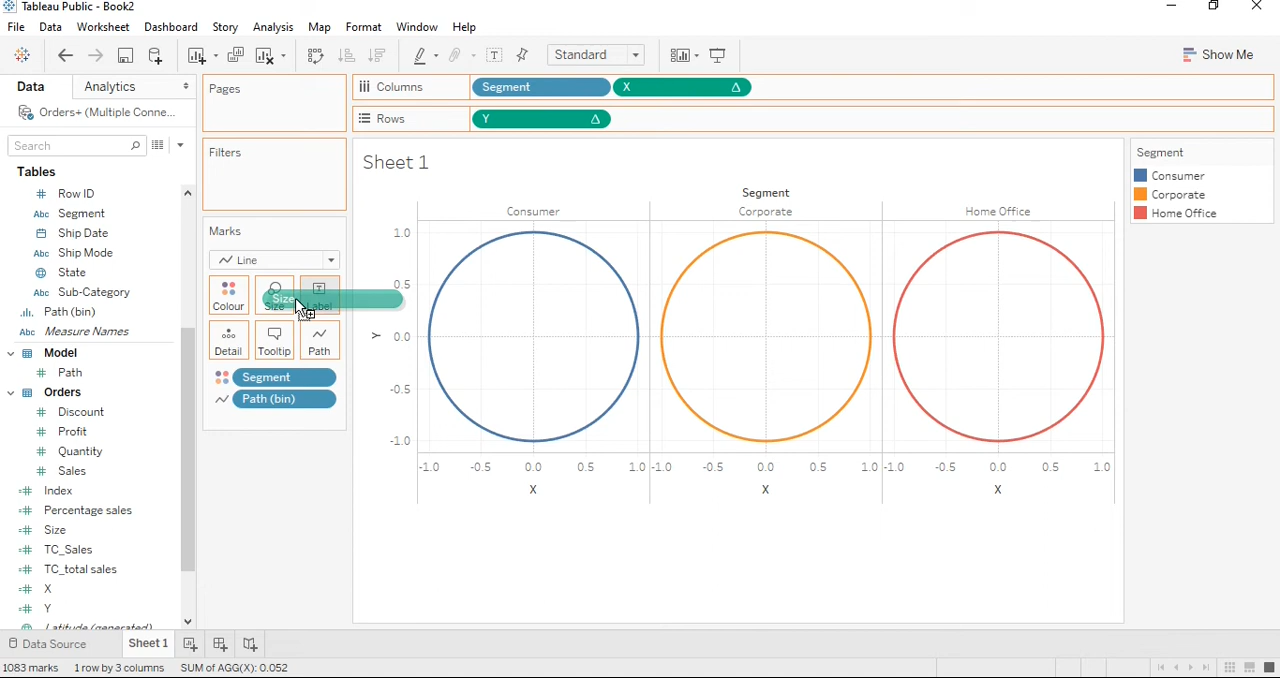 Tableau Public - Book2
File Data Worksheet Dashboard Story Analysis Map Format Window Help
Standard
Show Me
Data Analytics
Orders+ (Multiple Conne...
Search
Tables
# Row ID
Abc Segment
Ship Date
Abc Ship Mode
State
Abc Sub-Category
Path (bin)
Abc Measure Names
Model
# Path
Orders
# Discount
# Profit
# Quantity
# Sales
=# Index
=# Percentage sales
=# Size
=# TC_Sales
=# TC_total sales
=# X
=# Y
Latitude (generated)
Pages
Filters
Marks
Line
Colour Size Label
Size
Detail Tooltip Path
Segment
Path (bin)
Columns Segment X Δ
Rows Y Δ
Sheet 1
Segment
Consumer Corporate Home Office
1.0
0.5
Y 0.0
-0.5
-1.0
-1.0 -0.5 0.0 0.5 1.0 -1.0 -0.5 0.0 0.5 1.0 -1.0 -0.5 0.0 0.5 1.0
X X X
Segment
Consumer
Corporate
Home Office
Data Source Sheet 1
1083 marks 1 row by 3 columns SUM of AGG(X): 0.052